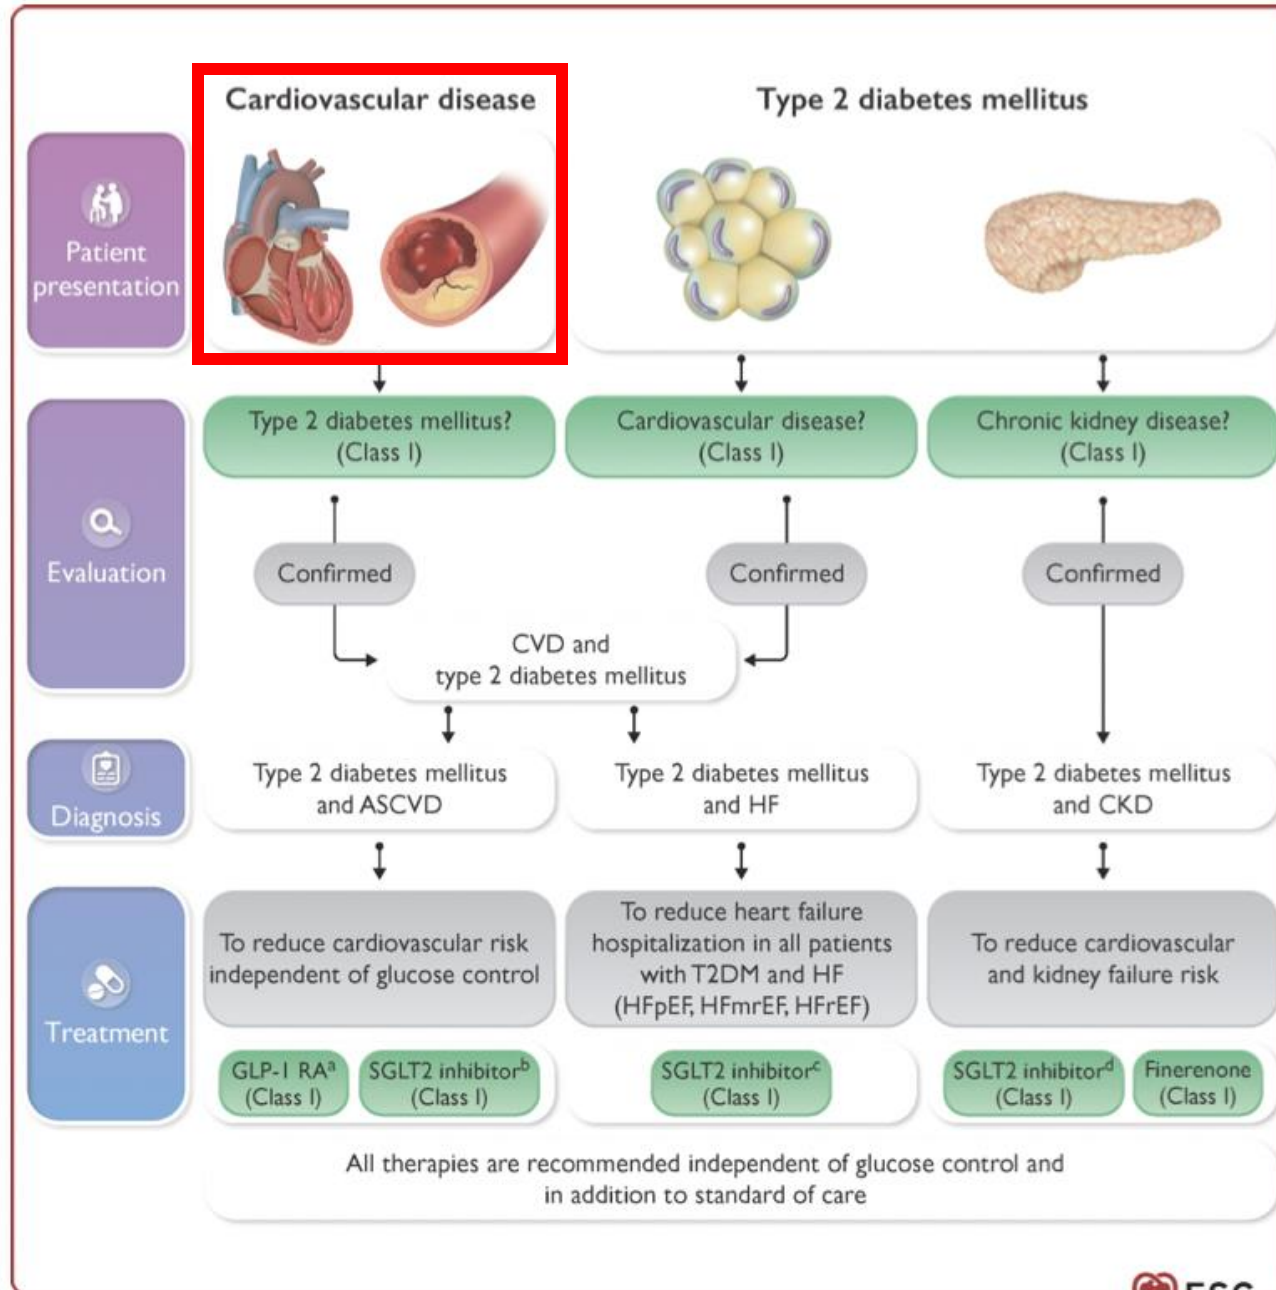 Cardiovascular disease
Type 2 diabetes mellitus
Patient
presentation
Type 2 diabetes mellitus?
(Class I)
Cardiovascular disease?
(Class I)
Chronic kidney disease?
(Class I)
Evaluation
Confirmed
Confirmed
Confirmed
CVD and
type 2 diabetes mellitus
Diagnosis
Type 2 diabetes mellitus
and ASCVD
Type 2 diabetes mellitus
and HF
Type 2 diabetes mellitus
and CKD
Treatment
To reduce cardiovascular risk
independent of glucose control
To reduce heart failure
hospitalization in all patients
with T2DM and HF
(HFpEF, HFmrEF, HFrEF)
To reduce cardiovascular
and kidney failure risk
GLP-1 RAᵃ
(Class I)
SGLT2 inhibitorᵇ
(Class I)
SGLT2 inhibitorᶜ
(Class I)
SGLT2 inhibitorᵈ
(Class I)
Finerenone
(Class I)
All therapies are recommended independent of glucose control and
in addition to standard of care